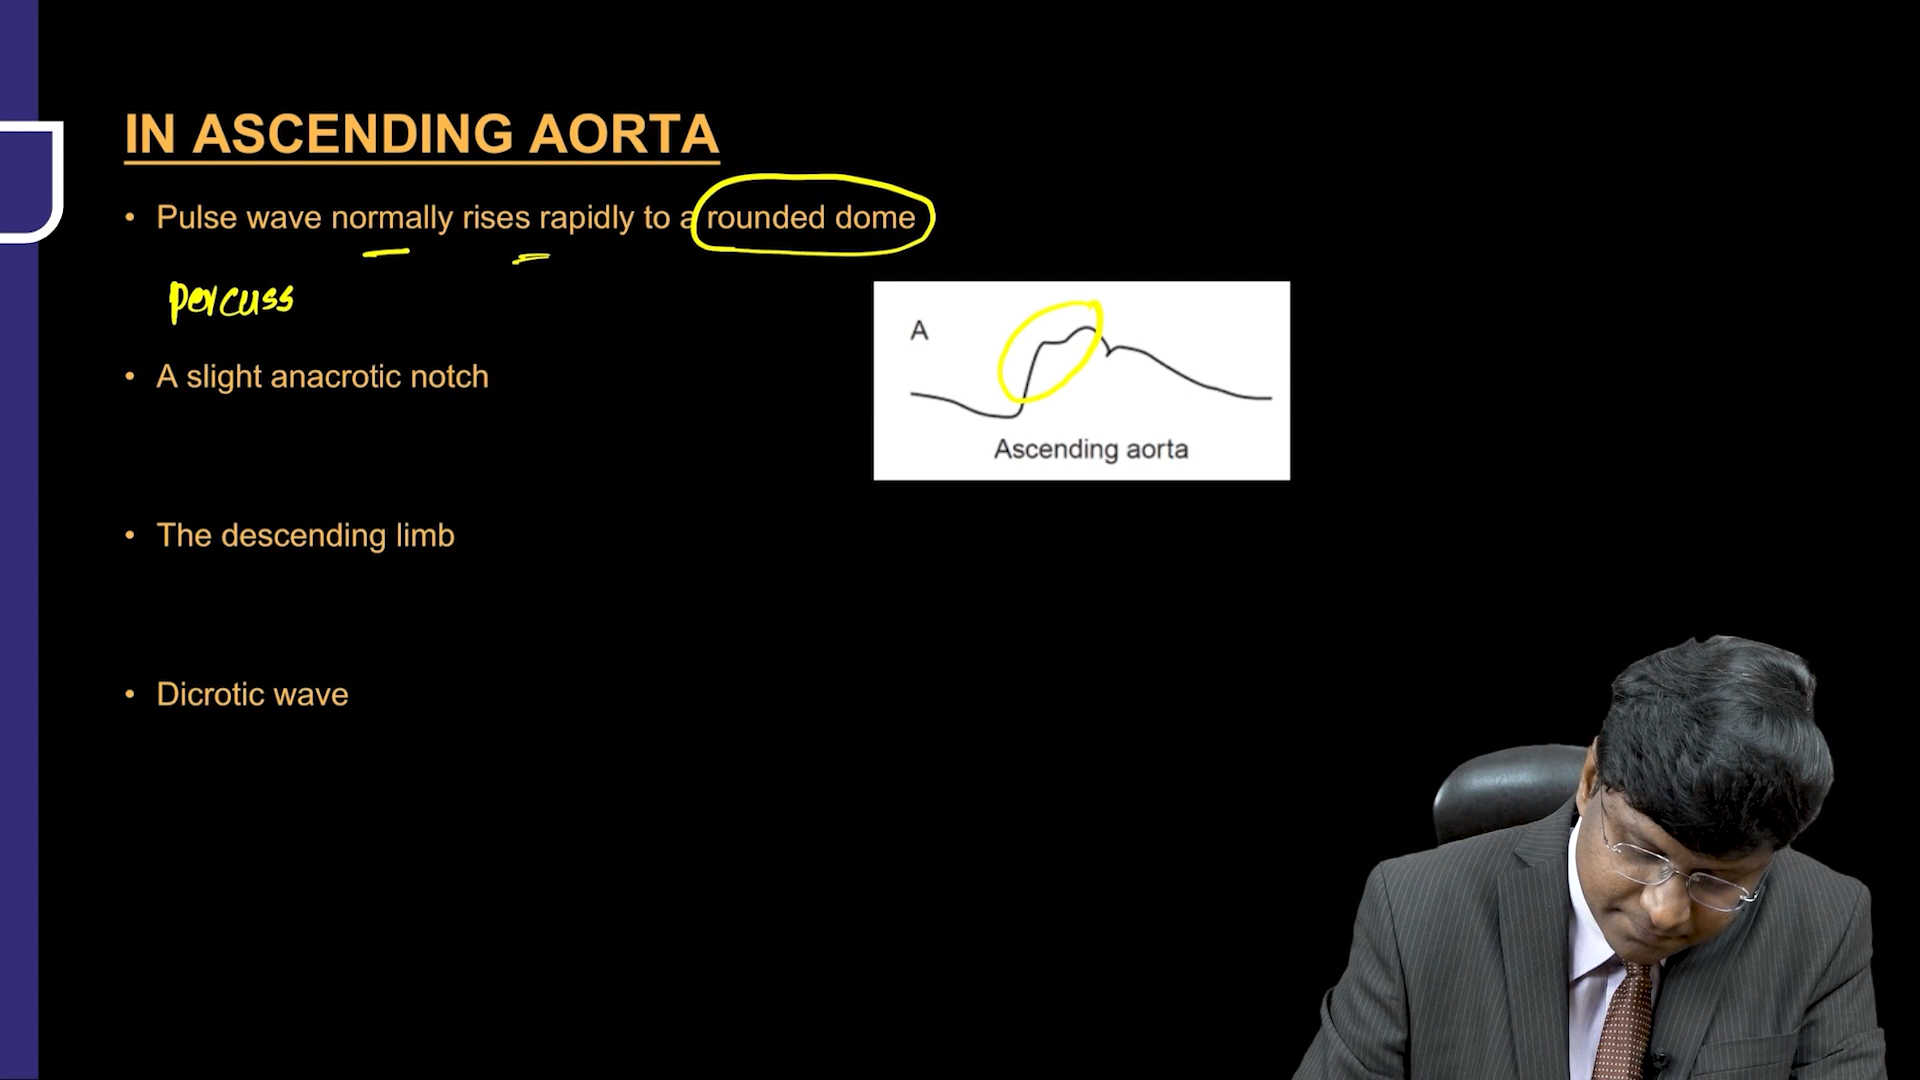 IN ASCENDING AORTA
• Pulse wave normally rises rapidly to a rounded dome
percuss
A
• A slight anacrotic notch
Ascending aorta
• The descending limb
• Dicrotic wave